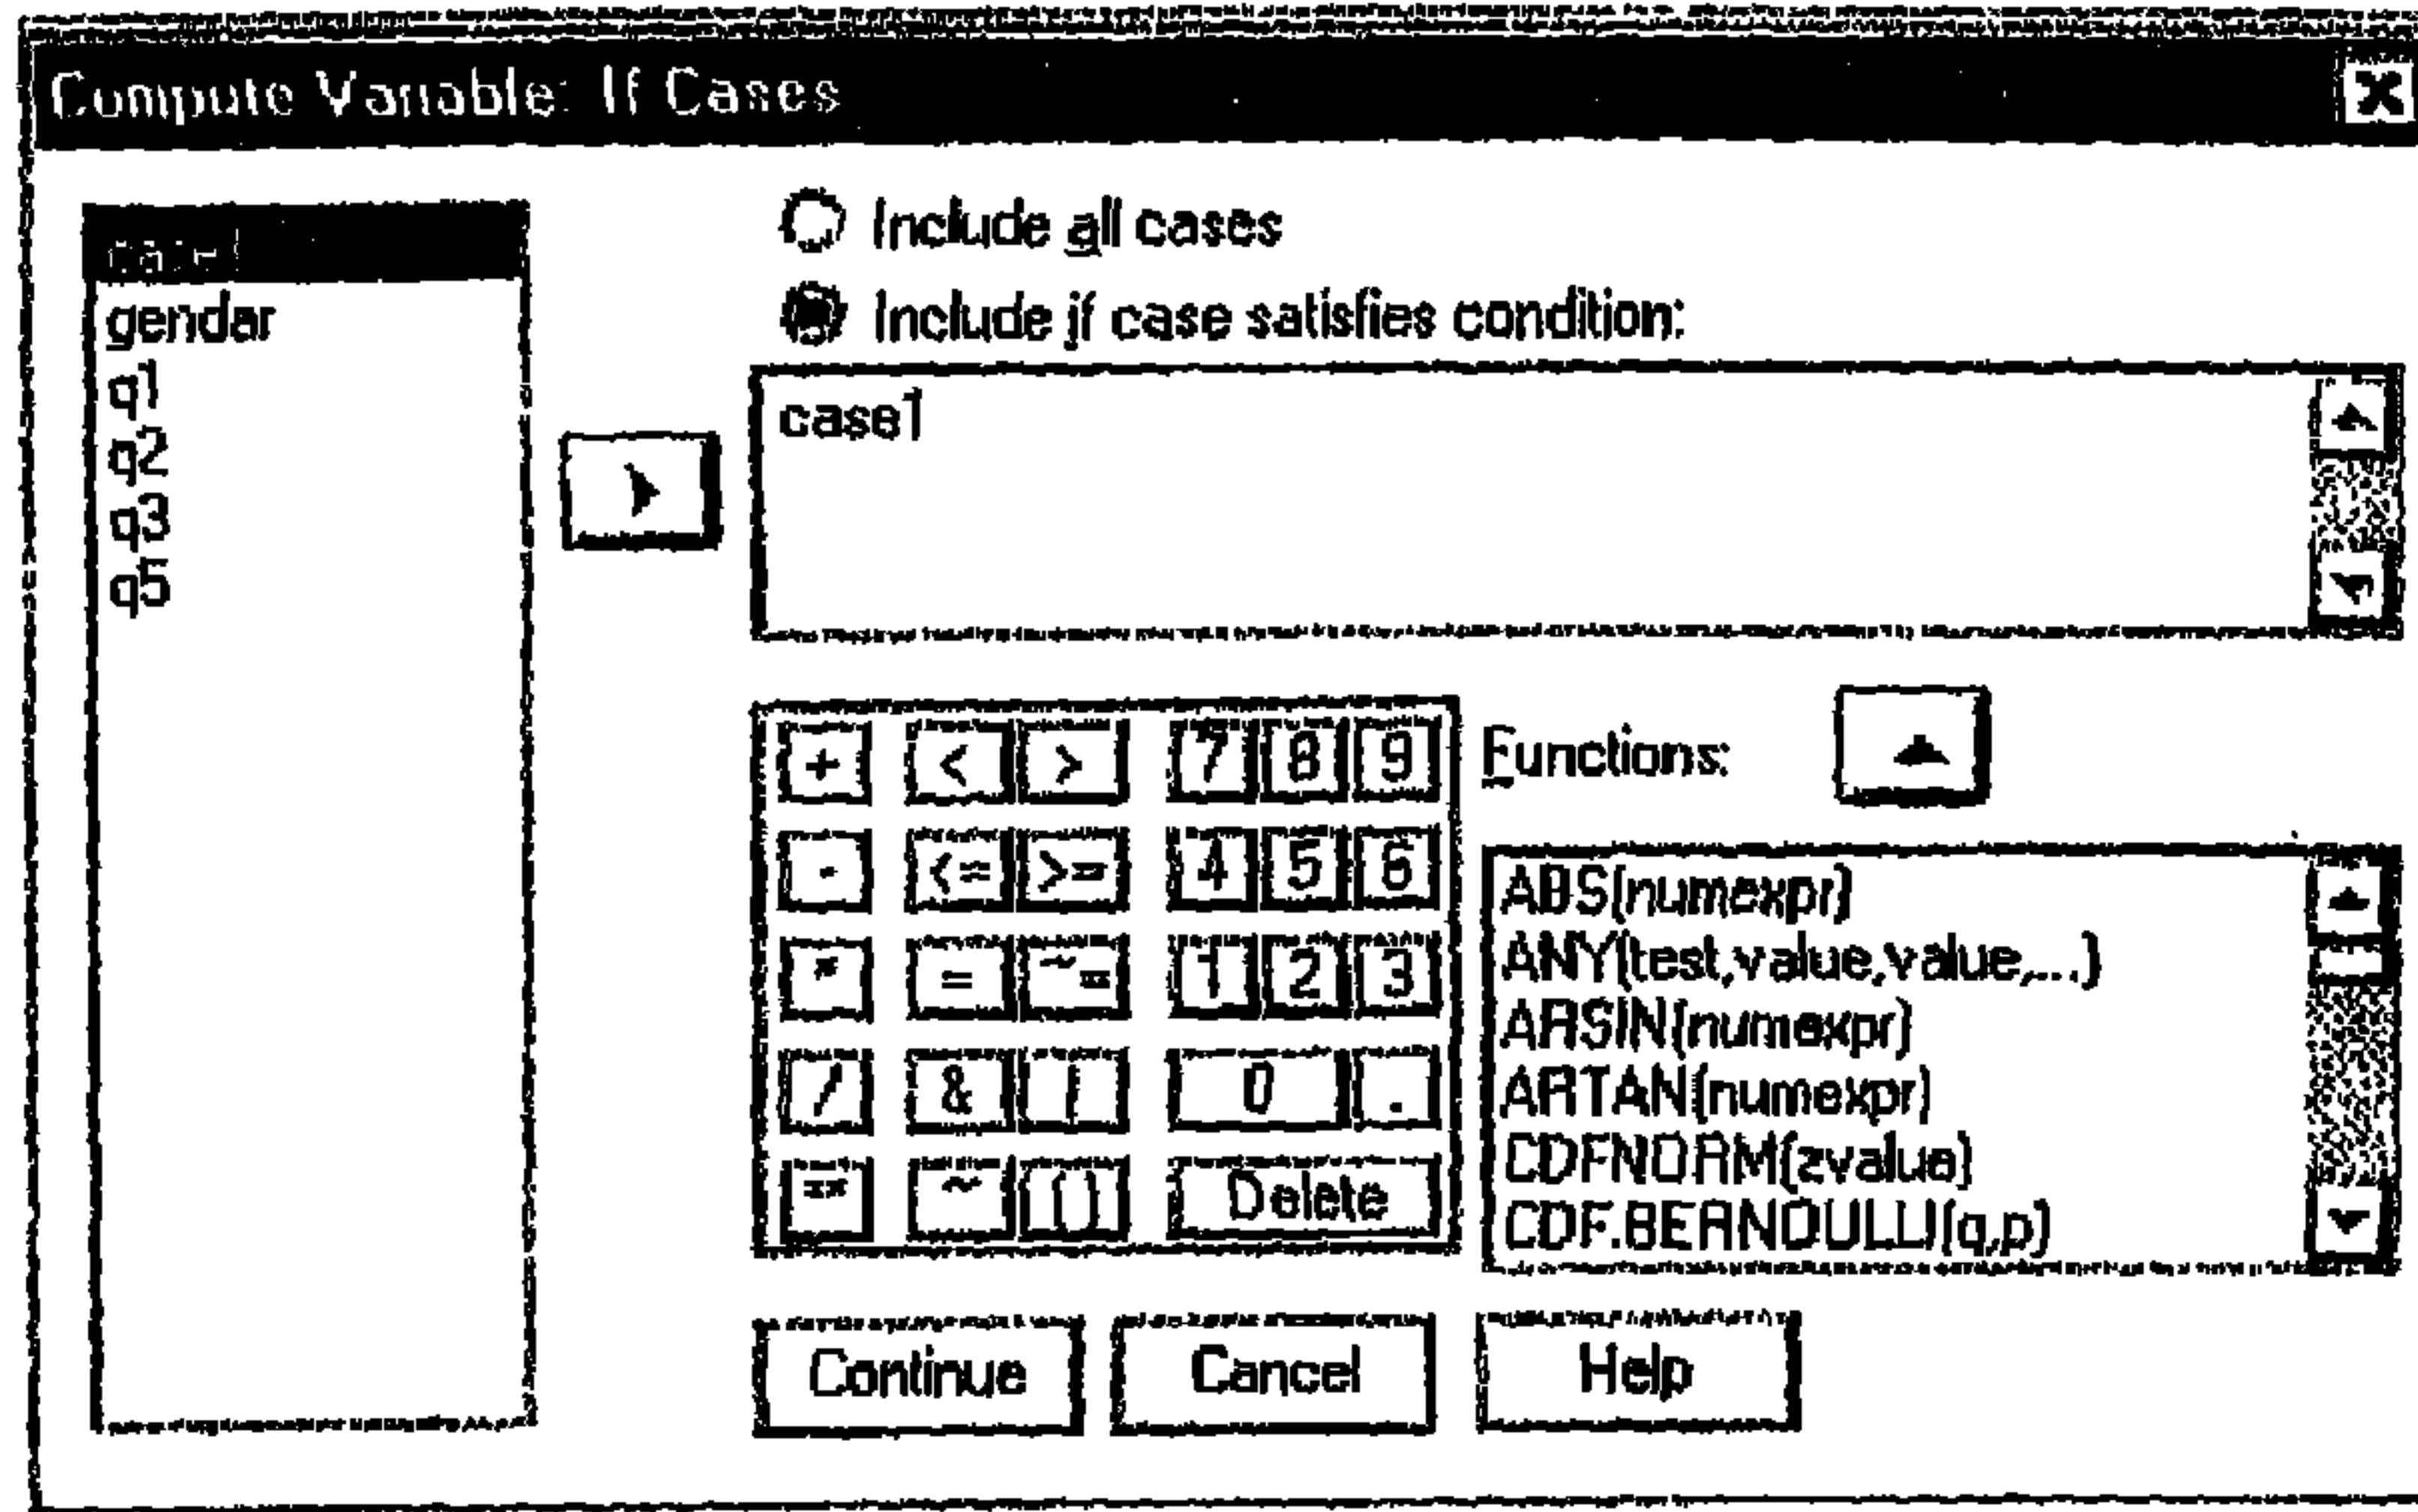 Compute Variable: If Cases
case1
gendar
q1
q2
q3
q5
Include all cases
Include if case satisfies condition:
case1
+ < > 7 8 9
- <= >= 4 5 6
* = ~= 1 2 3
/ & | 0 .
** ~ () Delete
Functions:
ABS(numexpr)
ANY(test,value,value,...)
ARSIN(numexpr)
ARTAN(numexpr)
CDFNORM(zvalue)
CDF.BERNOULLI(q,p)
Continue Cancel Help